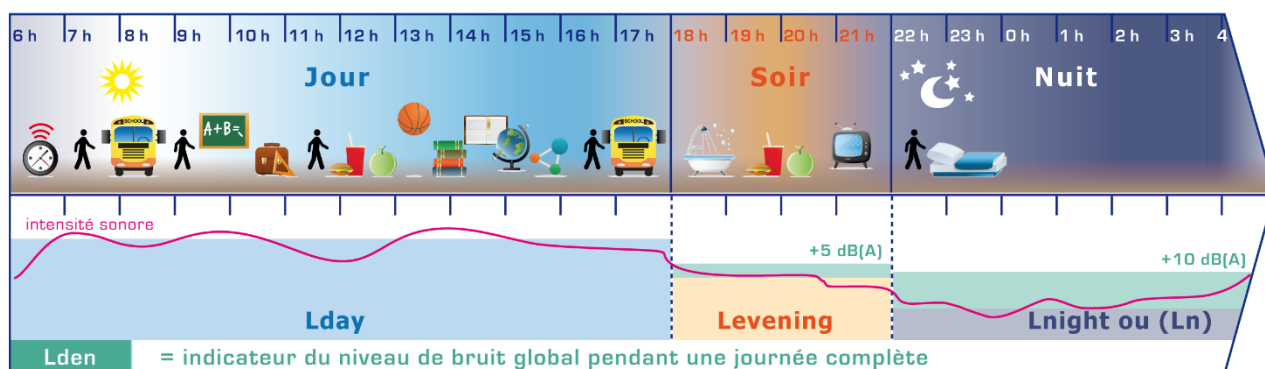 6 h 7 h 8 h 9 h 10 h 11 h 12 h 13 h 14 h 15 h 16 h 17 h 18 h 19 h 20 h 21 h 22 h 23 h 0 h 1 h 2 h 3 h 4
Jour Soir Nuit
SCHOOL SCHOOL
A+B=
intensité sonore
+5 dB(A)
+10 dB(A)
Lday Levening Lnight ou (Ln)
Lden = indicateur du niveau de bruit global pendant une journée complète